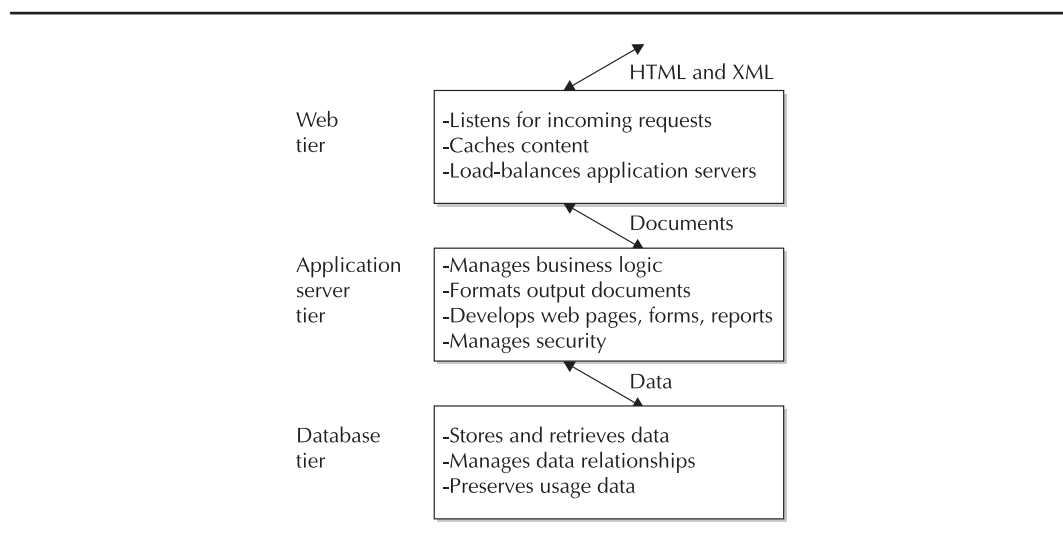 HTML and XML
Web
tier
-Listens for incoming requests
-Caches content
-Load-balances application servers
Documents
Application
server
tier
-Manages business logic
-Formats output documents
-Develops web pages, forms, reports
-Manages security
Data
Database
tier
-Stores and retrieves data
-Manages data relationships
-Preserves usage data